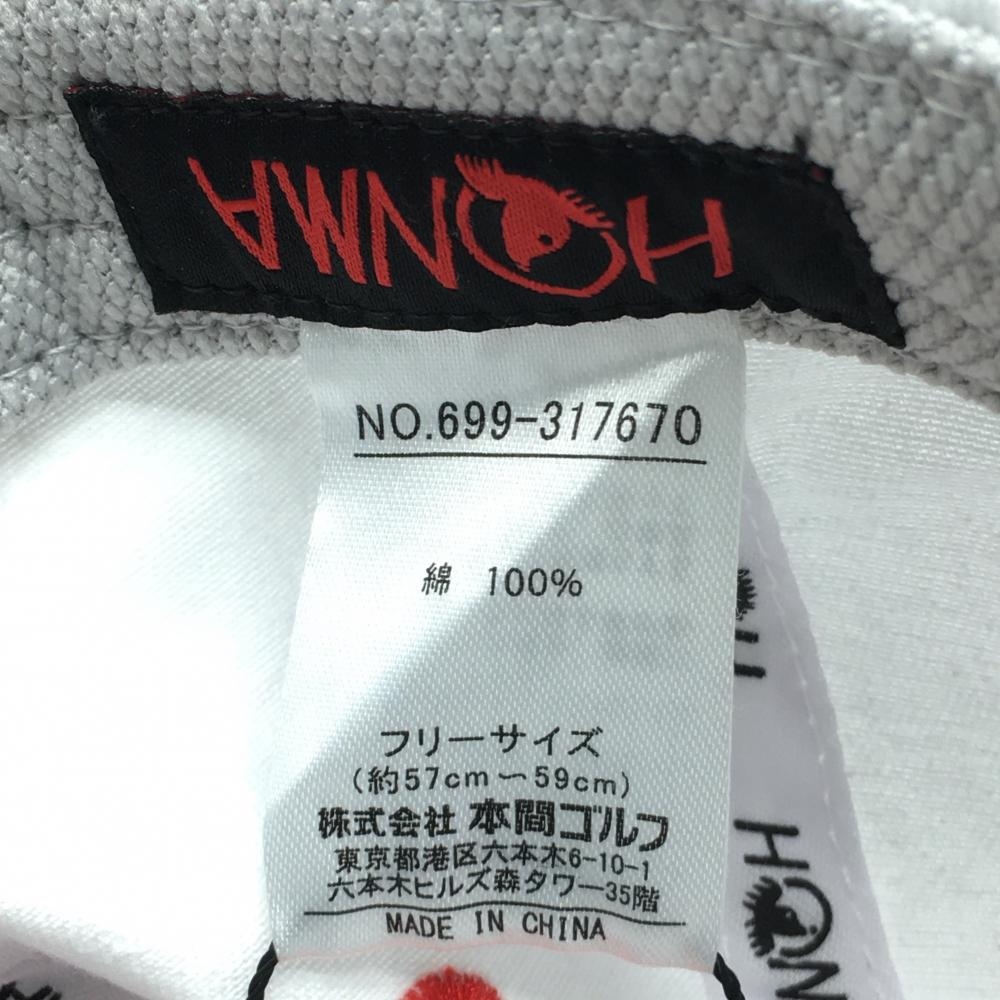 HONMA
NO.699-317670
綿 100%
フリーサイズ
(約57cm～59cm)
株式会社 本間ゴルフ
東京都港区六本木6-10-1
六本木ヒルズ森タワー35階
MADE IN CHINA
HON